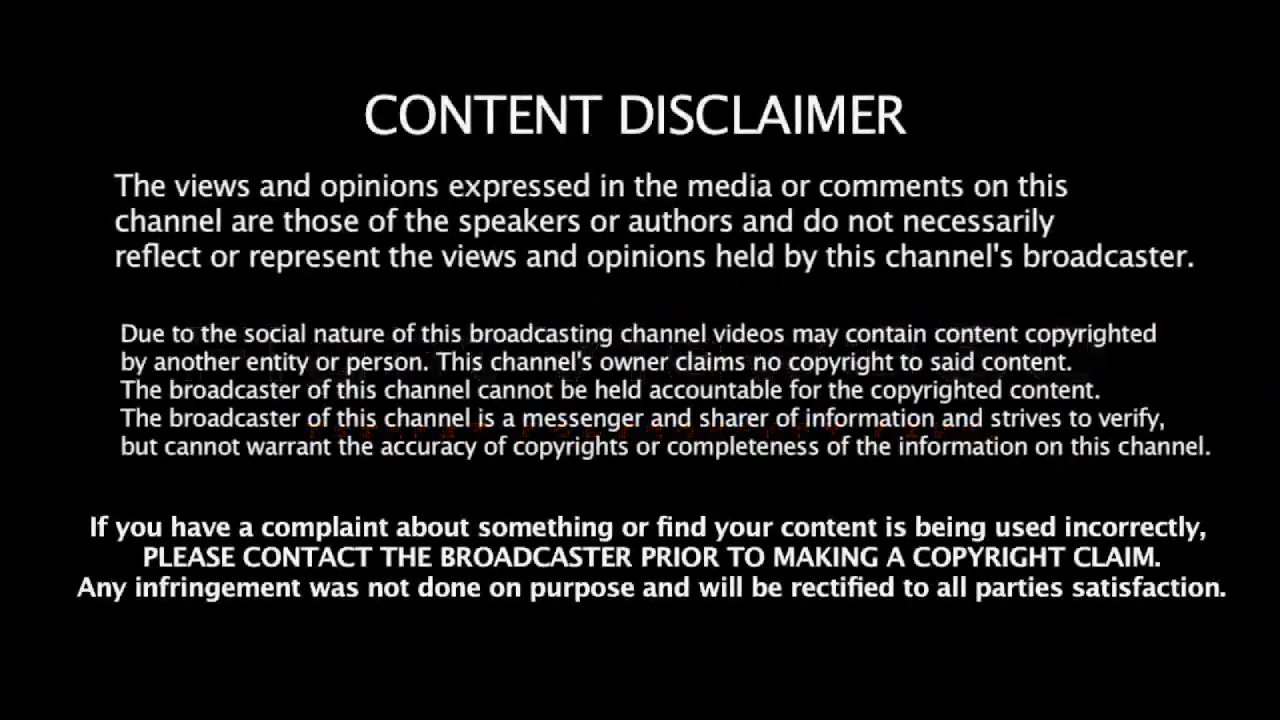 CONTENT DISCLAIMER
The views and opinions expressed in the media or comments on this
channel are those of the speakers or authors and do not necessarily
reflect or represent the views and opinions held by this channel's broadcaster.
Due to the social nature of this broadcasting channel videos may contain content copyrighted
by another entity or person. This channel's owner claims no copyright to said content.
The broadcaster of this channel cannot be held accountable for the copyrighted content.
The broadcaster of this channel is a messenger and sharer of information and strives to verify,
but cannot warrant the accuracy of copyrights or completeness of the information on this channel.
If you have a complaint about something or find your content is being used incorrectly,
PLEASE CONTACT THE BROADCASTER PRIOR TO MAKING A COPYRIGHT CLAIM.
Any infringement was not done on purpose and will be rectified to all parties satisfaction.